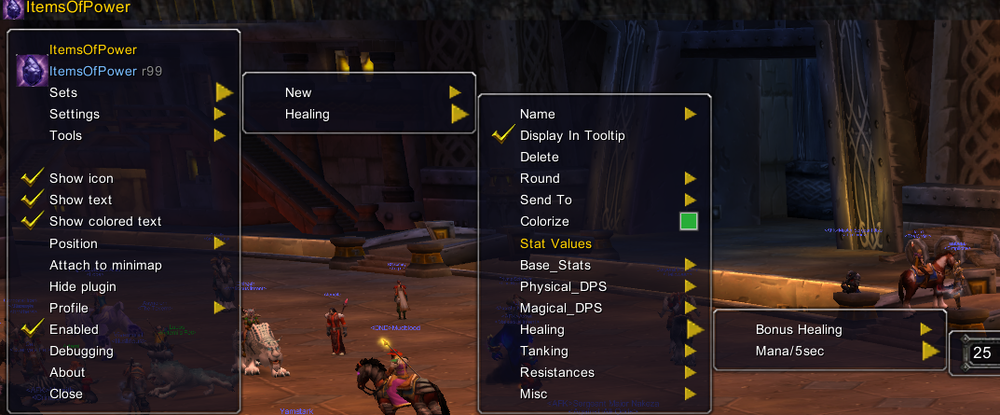 ItemsOfPower
ItemsOfPower
ItemsOfPower r99
Sets
Settings
Tools
Show icon
Show text
Show colored text
Position
Attach to minimap
Hide plugin
Profile
Enabled
Debugging
About
Close
New
Healing
Name
Display In Tooltip
Delete
Round
Send To
Colorize
Stat Values
Base_Stats
Physical_DPS
Magical_DPS
Healing
Tanking
Resistances
Misc
Bonus Healing
Mana/5sec
25